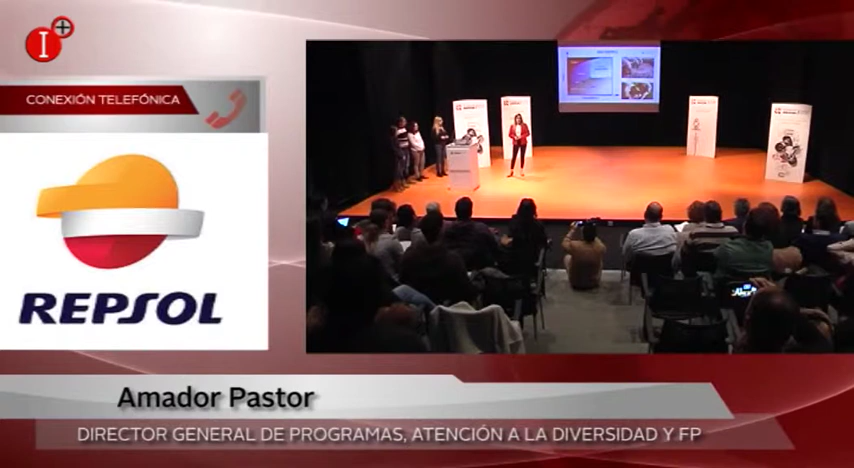 I+
CONEXIÓN TELEFÓNICA
REPSOL
Amador Pastor
DIRECTOR GENERAL DE PROGRAMAS, ATENCIÓN A LA DIVERSIDAD Y FP